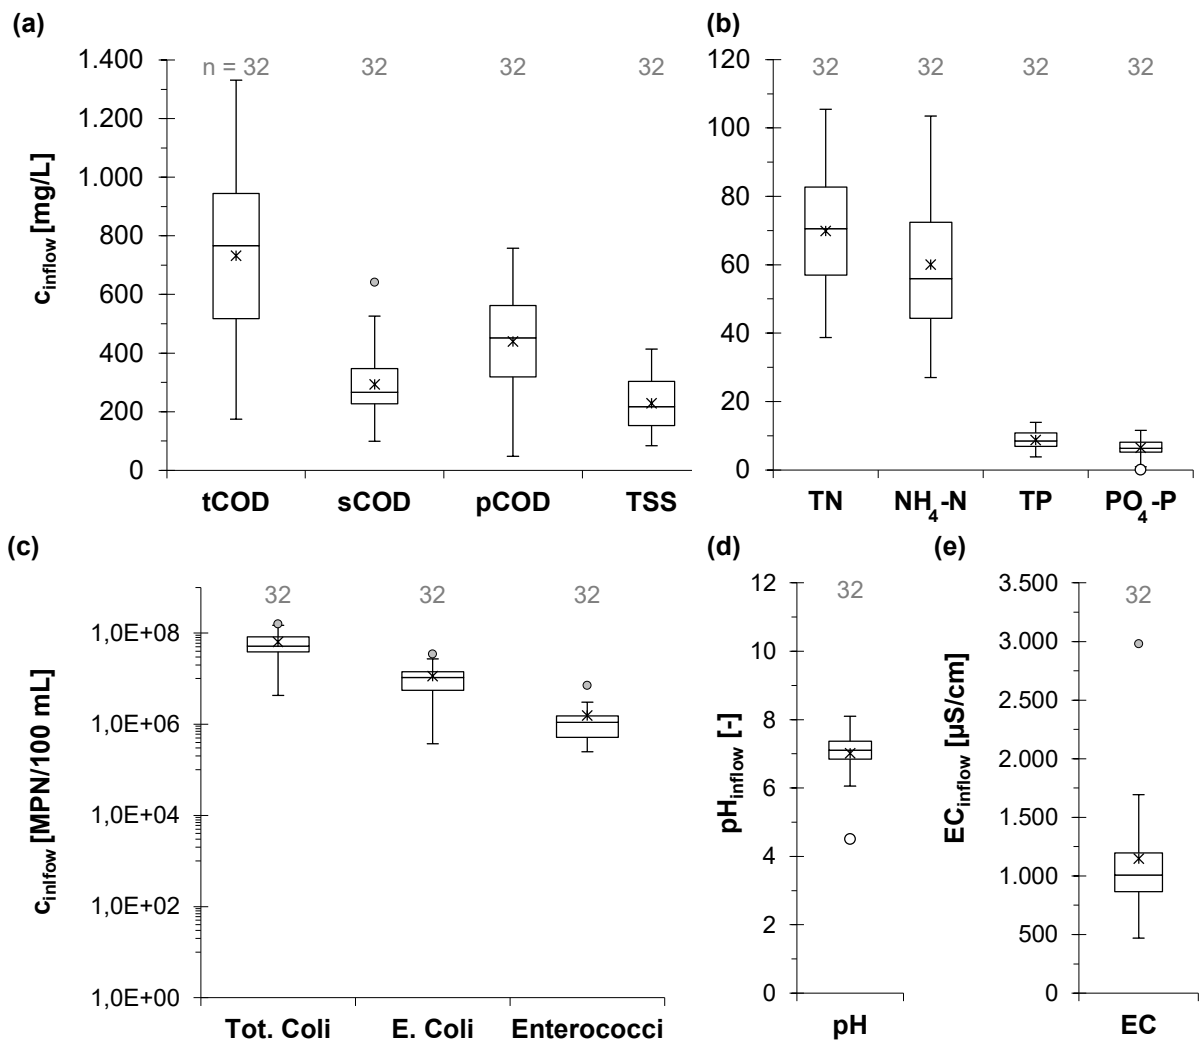 (a)
n = 32 32 32 32
1.400
1.200
1.000
800
600
400
200
0
c_inflow [mg/L]
tCOD sCOD pCOD TSS
(b)
32 32 32 32
120
100
80
60
40
20
0
TN NH4-N TP PO4-P
(c)
32 32 32
1,0E+08
1,0E+06
1,0E+04
1,0E+02
1,0E+00
c_inlfow [MPN/100 mL]
Tot. Coli E. Coli Enterococci
(d)
32
12
10
8
6
4
2
0
pH_inflow [-]
pH
(e)
32
3.500
3.000
2.500
2.000
1.500
1.000
500
0
EC_inflow [µS/cm]
EC